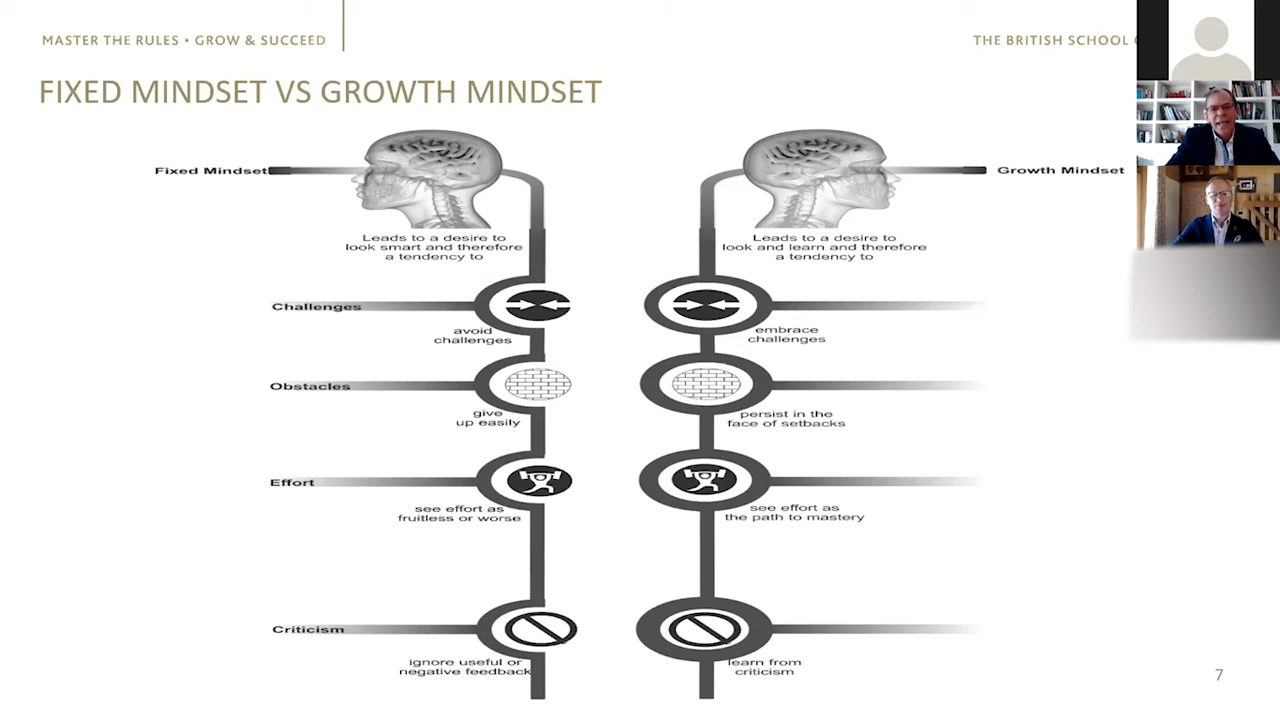 MASTER THE RULES • GROW & SUCCEED
THE BRITISH SCHOOL
FIXED MINDSET VS GROWTH MINDSET
Fixed Mindset
Growth Mindset
Leads to a desire to
look smart and therefore
a tendency to
Leads to a desire to
look and learn and therefore
a tendency to
Challenges
avoid
challenges
embrace
challenges
Obstacles
give
up easily
persist in the
face of setbacks
Effort
see effort as
fruitless or worse
see effort as
the path to mastery
Criticism
ignore useful or
negative feedback
learn from
criticism
7